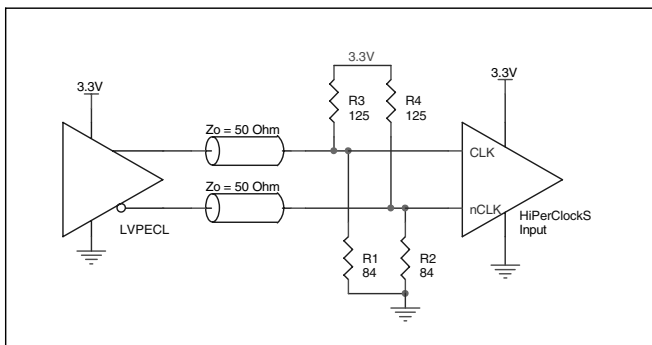 3.3V
3.3V
3.3V
R3
125
R4
125
Zo = 50 Ohm
CLK
Zo = 50 Ohm
nCLK
HiPerClockS
Input
LVPECL
R1
84
R2
84